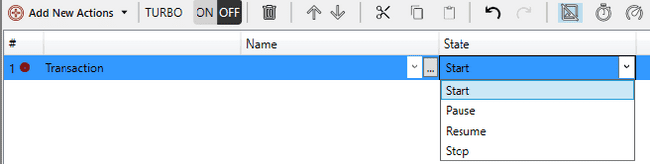 Add New Actions TURBO ON OFF
# Name State
1 Transaction ... Start
Start
Pause
Resume
Stop